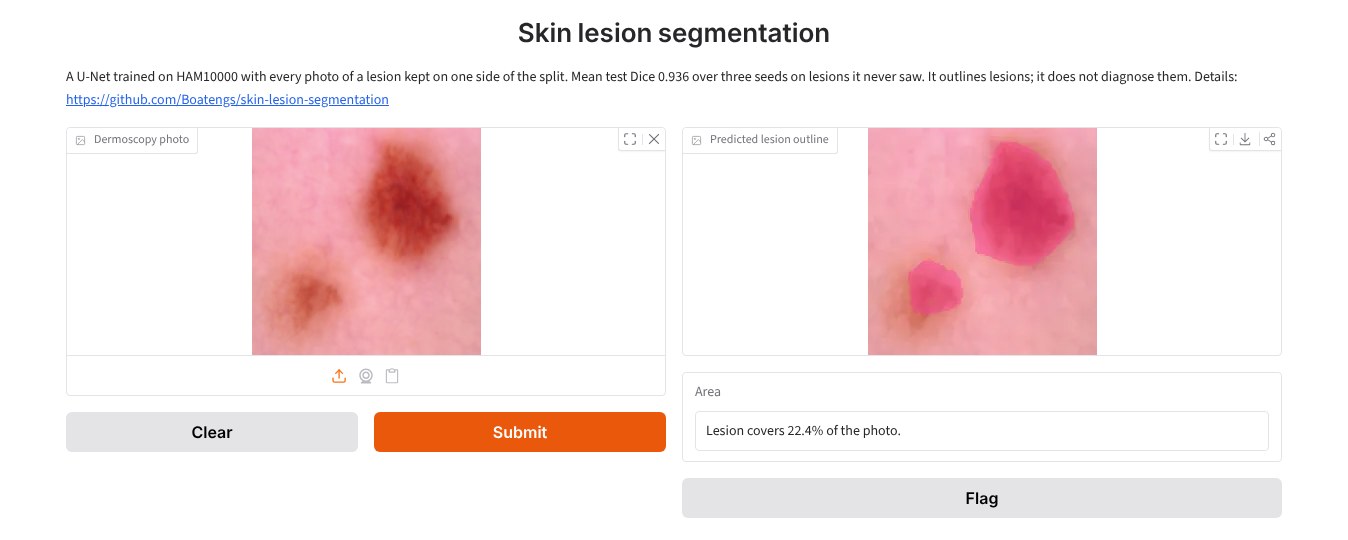 Skin lesion segmentation
A U-Net trained on HAM10000 with every photo of a lesion kept on one side of the split. Mean test Dice 0.936 over three seeds on lesions it never saw. It outlines lesions; it does not diagnose them. Details:
https://github.com/Boatengs/skin-lesion-segmentation
Dermoscopy photo
Predicted lesion outline
Area
Lesion covers 22.4% of the photo.
Clear
Submit
Flag